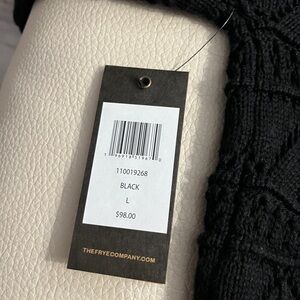 110019268
BLACK
L
$98.00
THEFRYECOMPANY.COM